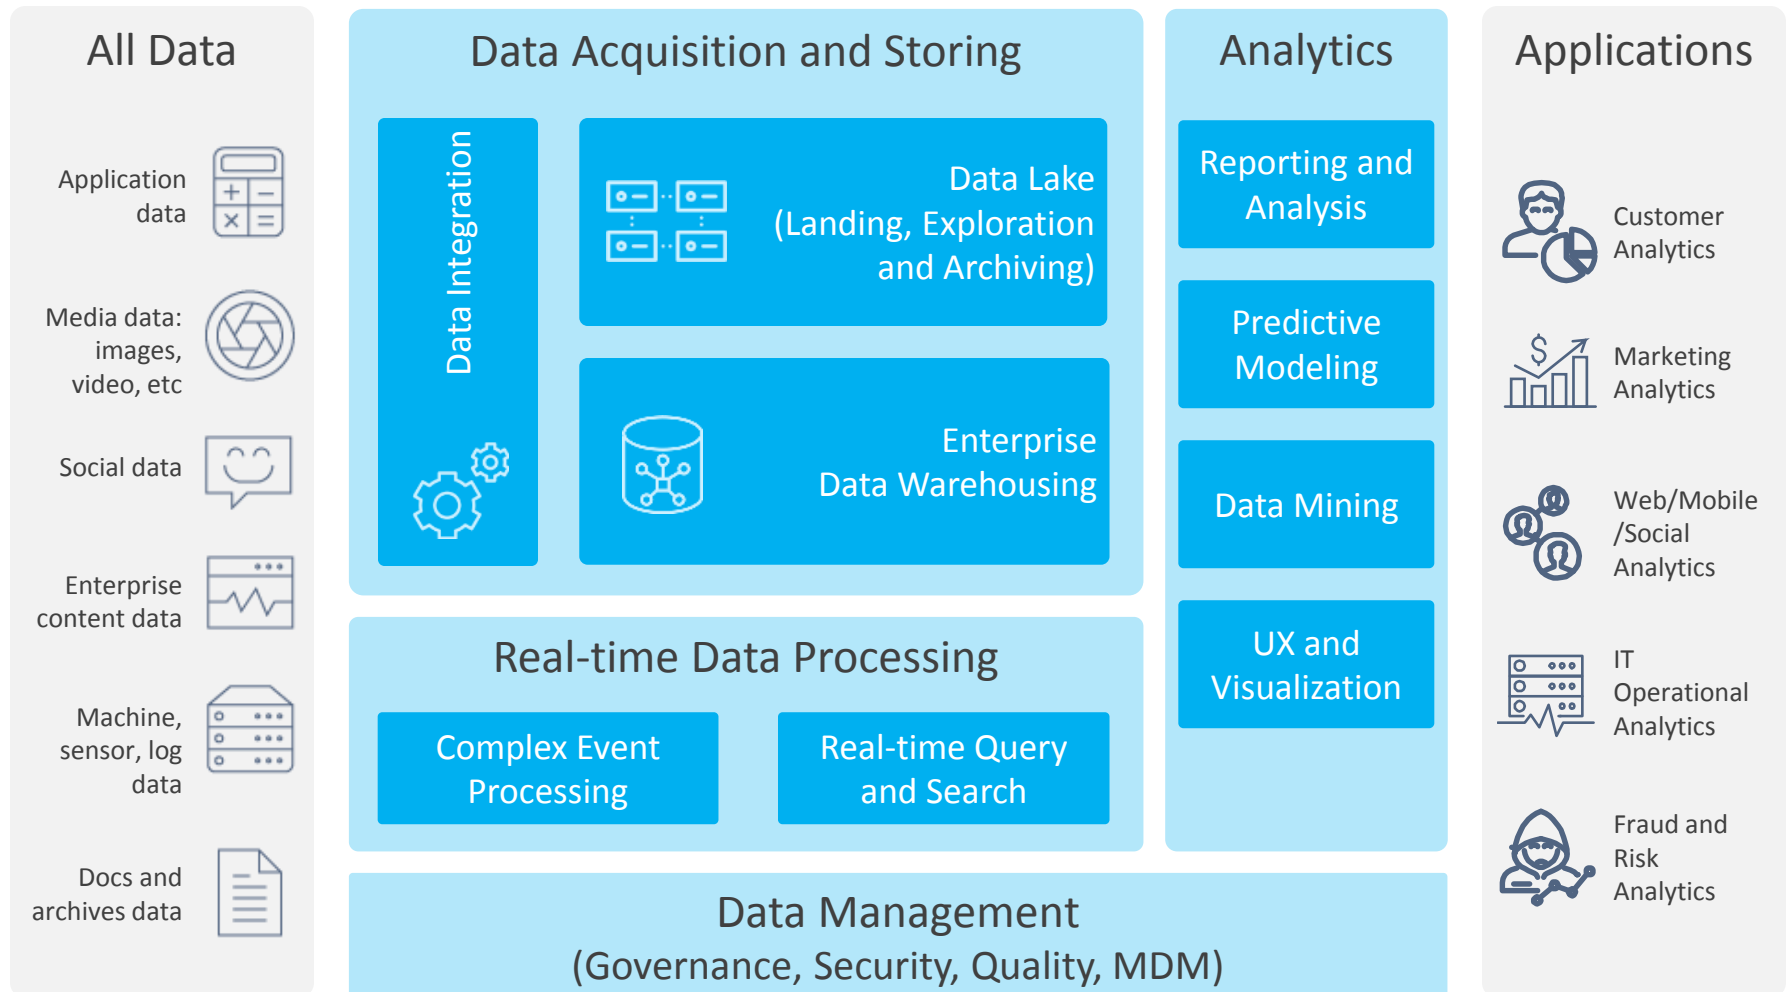 All Data
Application
data
Media data:
images,
video, etc
Social data
Enterprise
content data
Machine,
sensor, log
data
Docs and
archives data
Data Acquisition and Storing
Data Integration
Data Lake
(Landing, Exploration
and Archiving)
Enterprise
Data Warehousing
Real-time Data Processing
Complex Event
Processing
Real-time Query
and Search
Analytics
Reporting and
Analysis
Predictive
Modeling
Data Mining
UX and
Visualization
Data Management
(Governance, Security, Quality, MDM)
Applications
Customer
Analytics
$
Marketing
Analytics
Web/Mobile
/Social
Analytics
IT
Operational
Analytics
Fraud and
Risk
Analytics